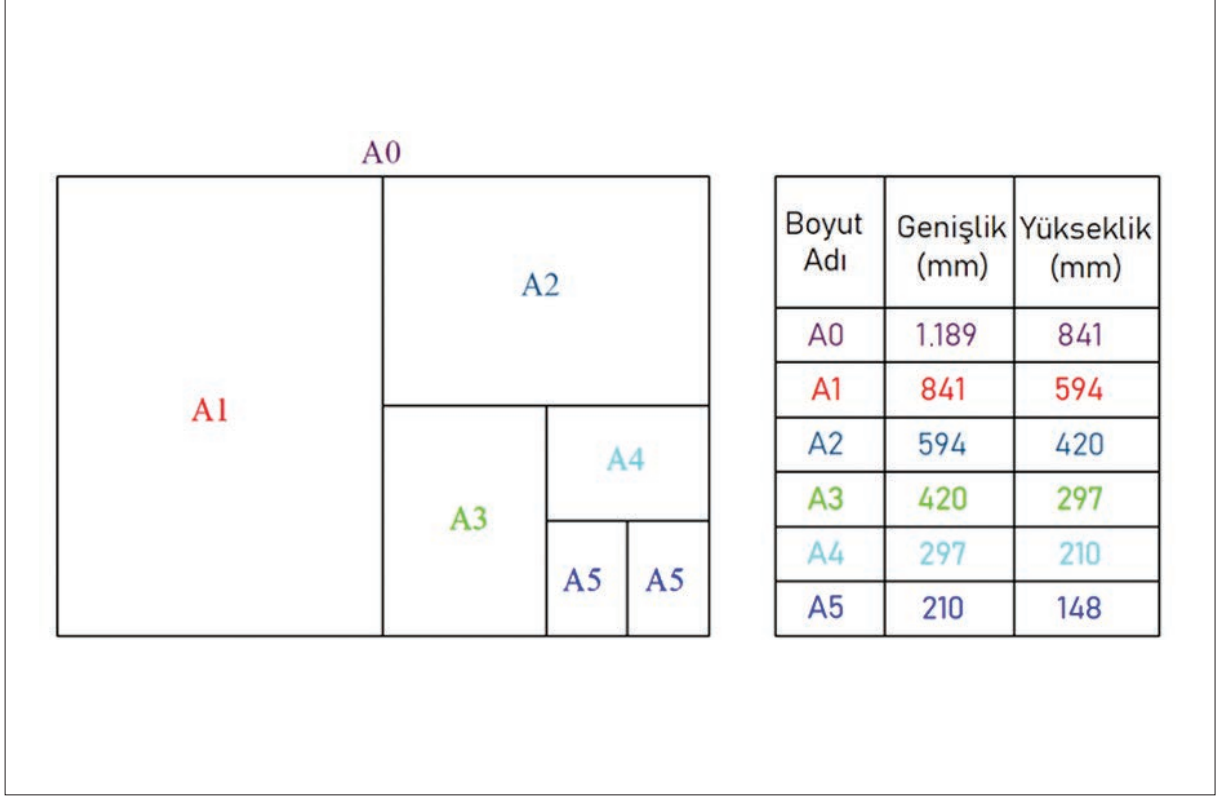 A0
A1
A2
A3
A4
A5 A5
Boyut Adı Genişlik (mm) Yükseklik (mm)
A0 1.189 841
A1 841 594
A2 594 420
A3 420 297
A4 297 210
A5 210 148